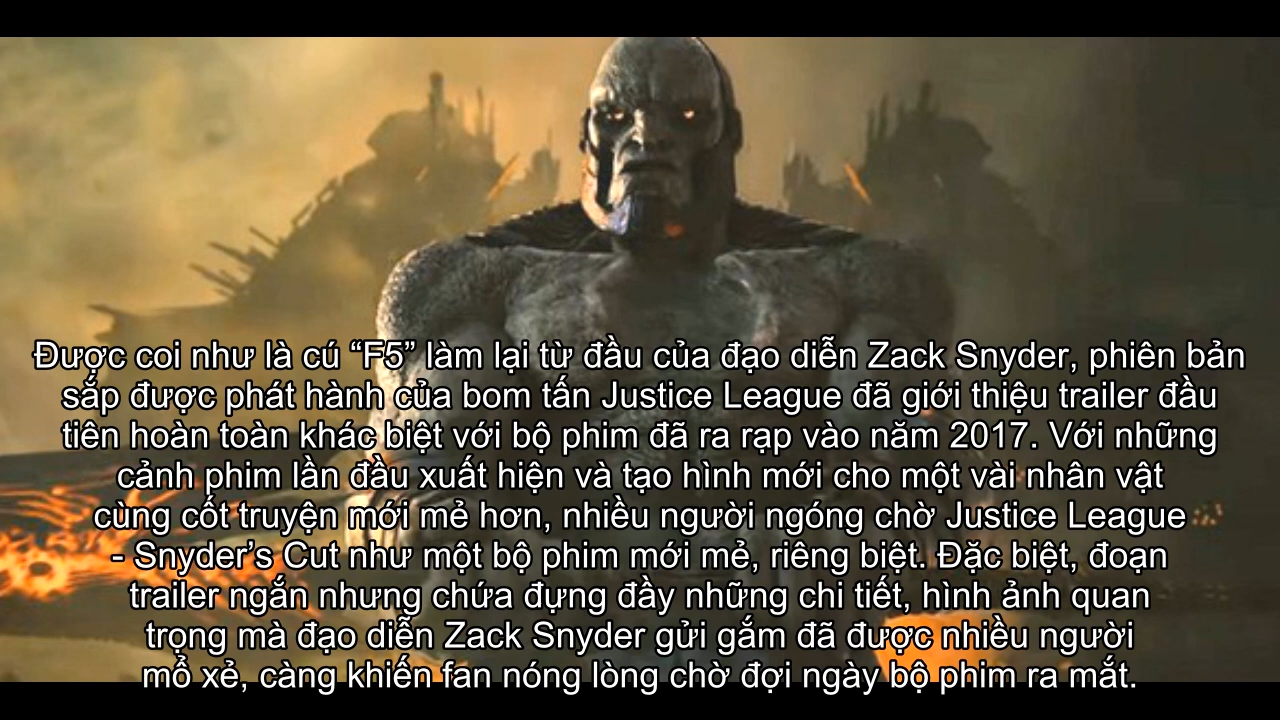 Được coi như là cú “F5” làm lại từ đầu của đạo diễn Zack Snyder, phiên bản
sắp được phát hành của bom tấn Justice League đã giới thiệu trailer đầu
tiên hoàn toàn khác biệt với bộ phim đã ra rạp vào năm 2017. Với những
cảnh phim lần đầu xuất hiện và tạo hình mới cho một vài nhân vật
cùng cốt truyện mới mẻ hơn, nhiều người ngóng chờ Justice League
- Snyder’s Cut như một bộ phim mới mẻ, riêng biệt. Đặc biệt, đoạn
trailer ngắn nhưng chứa đựng đầy những chi tiết, hình ảnh quan
trọng mà đạo diễn Zack Snyder gửi gắm đã được nhiều người
mổ xẻ, càng khiến fan nóng lòng chờ đợi ngày bộ phim ra mắt.